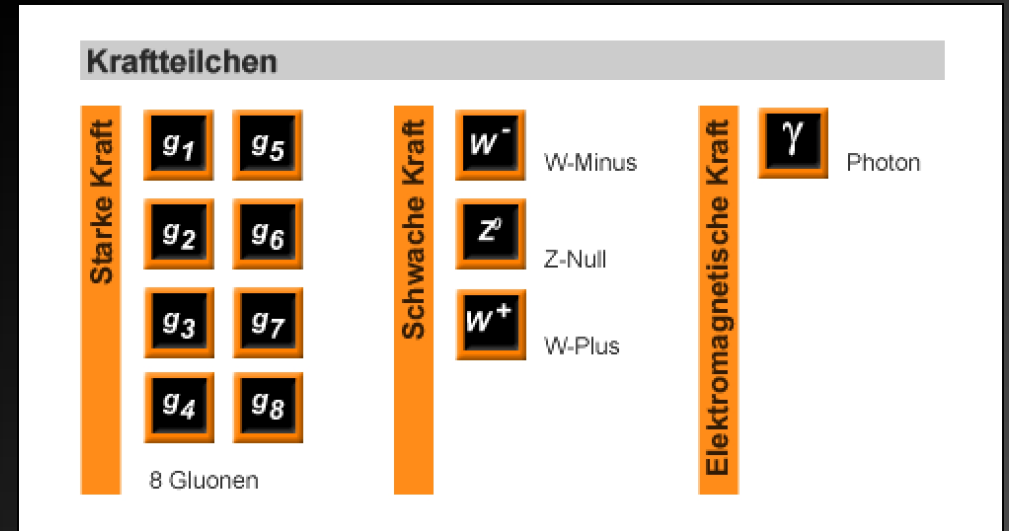 Kraftteilchen
Starke Kraft
g1 g5
g2 g6
g3 g7
g4 g8
8 Gluonen
Schwache Kraft
W- W-Minus
Z0 Z-Null
W+ W-Plus
Elektromagnetische Kraft
γ Photon